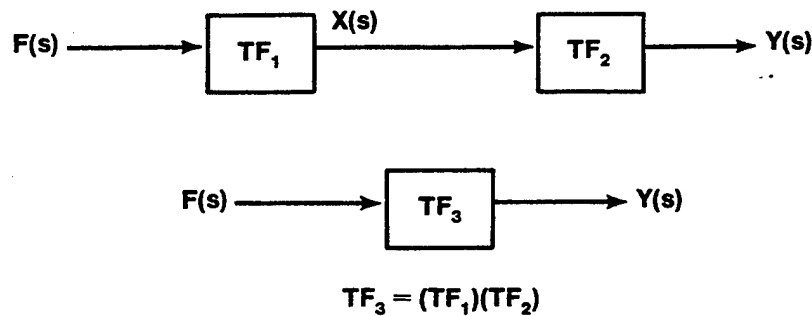 F(s) TF₁ X(s) TF₂ Y(s)
F(s) TF₃ Y(s)
TF₃ = (TF₁)(TF₂)